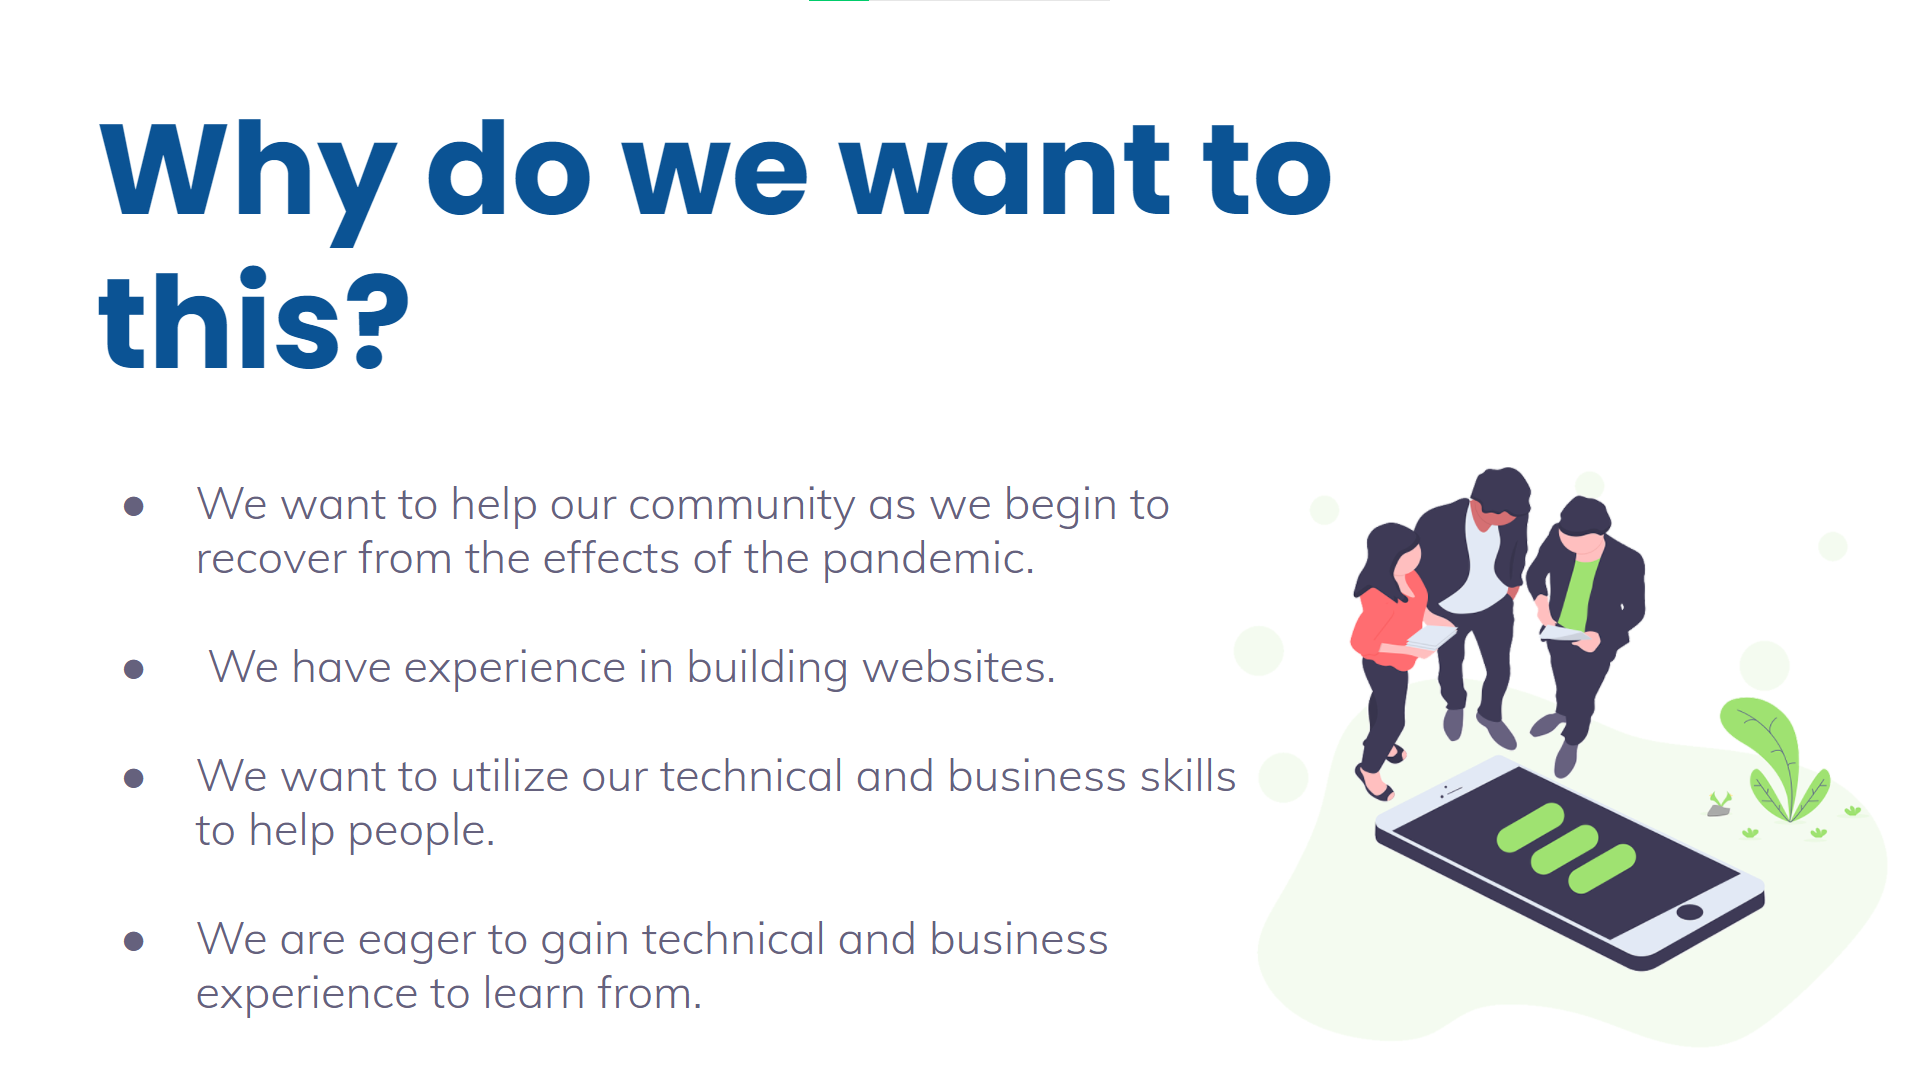 Why do we want to
this?
● We want to help our community as we begin to
recover from the effects of the pandemic.
● We have experience in building websites.
● We want to utilize our technical and business skills
to help people.
● We are eager to gain technical and business
experience to learn from.